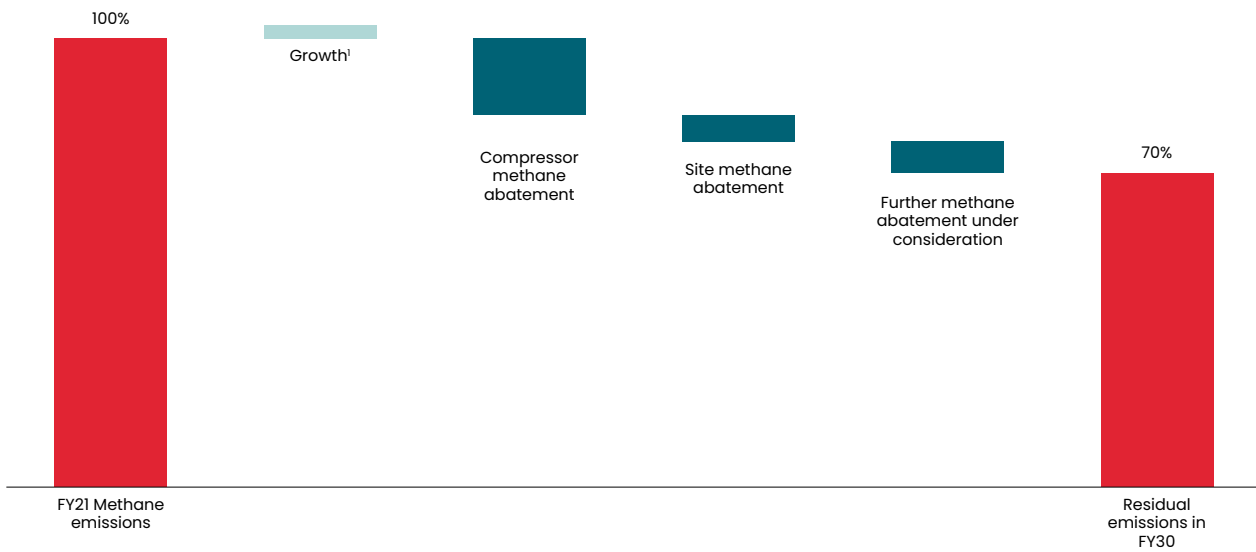 100%
Growth¹
Compressor
methane
abatement
Site methane
abatement
Further methane
abatement under
consideration
70%
FY21 Methane
emissions
Residual
emissions in
FY30